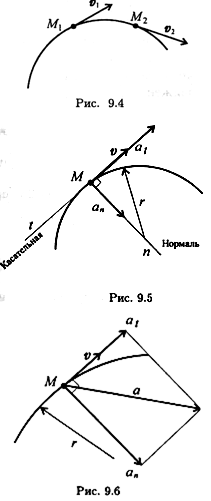 M₁ v₁ M₂ v₂
Рис. 9.4
aₜ
M v
aₙ r
t n
Касательная Нормаль
Рис. 9.5
aₜ
v
M a
r
aₙ
Рис. 9.6